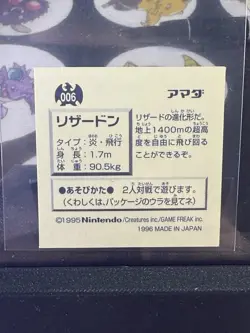 006
アマダ
リザードン
タイプ：炎・飛行
身長：1.7m
体重：90.5kg
リザードの進化形だ。
地上1400mの超高
度を自由に飛び回る
ことができるぞ。
●あそびかた● 2人対戦で遊びます。
(くわしくは、パッケージのウラを見てネ)
©1995 Nintendo/Creatures inc./GAME FREAK inc.
1996 MADE IN JAPAN